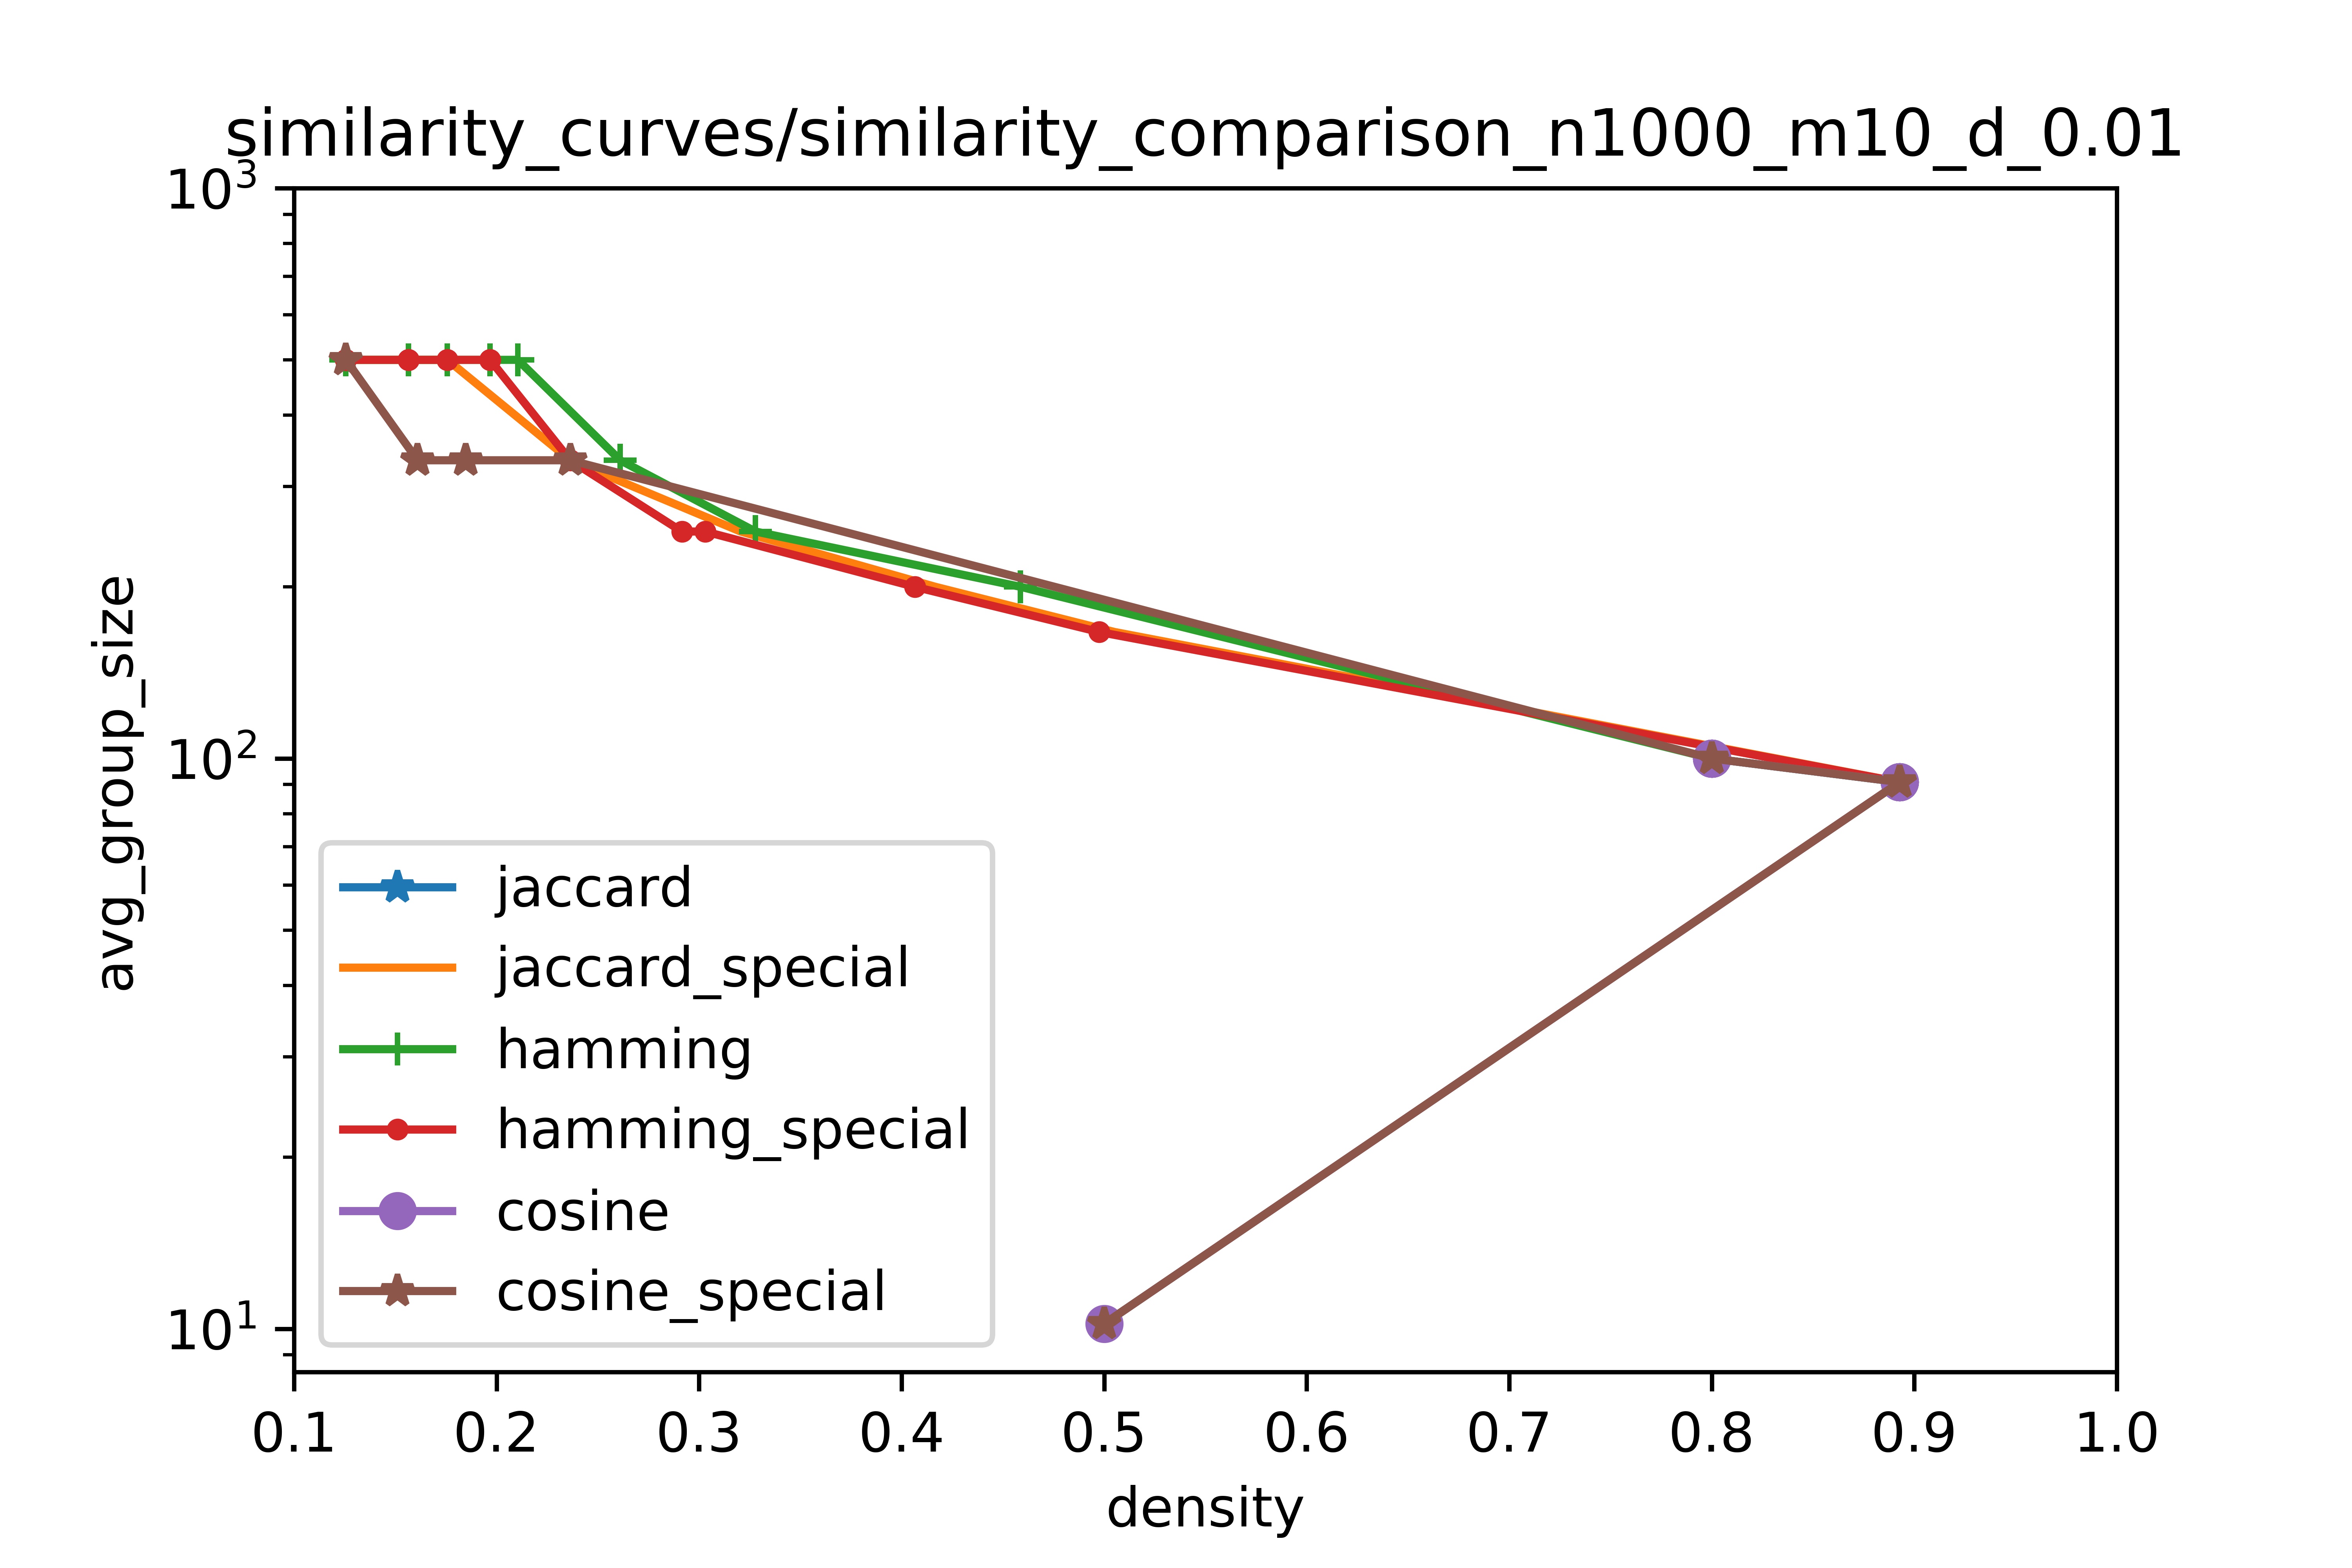 similarity_curves/similarity_comparison_n1000_m10_d_0.01
10³
10²
10¹
avg_group_size
jaccard
jaccard_special
hamming
hamming_special
cosine
cosine_special
0.1 0.2 0.3 0.4 0.5 0.6 0.7 0.8 0.9 1.0
density